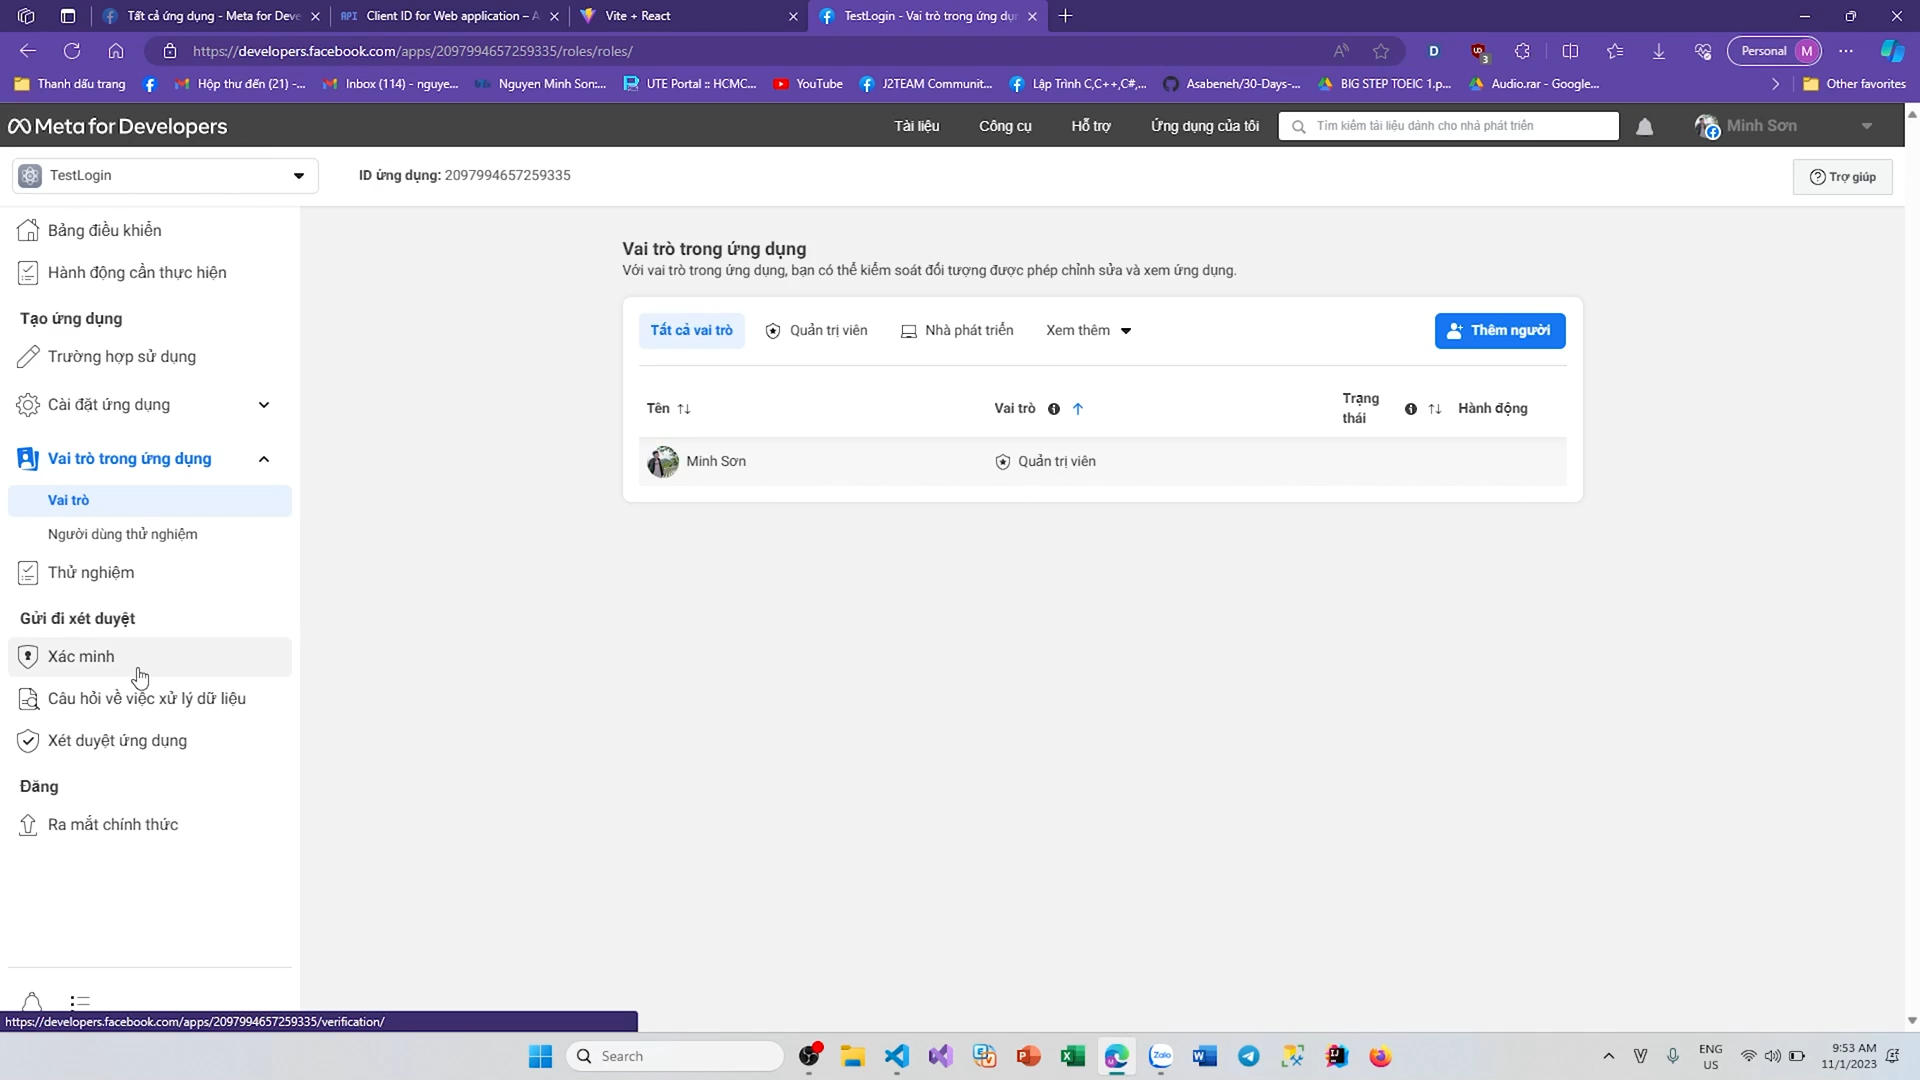 Tất cả ứng dụng - Meta for Deve
API Client ID for Web application – A
Vite + React
TestLogin - Vai trò trong ứng dụn
https://developers.facebook.com/apps/2097994657259335/roles/roles/
D
3
Personal M
Thanh dấu trang
Hộp thư đến (21) -...
Inbox (114) - nguye...
Nguyen Minh Son:...
UTE Portal :: HCMC...
YouTube
J2TEAM Communit...
Lập Trình C,C++,C#,...
Asabeneh/30-Days-...
BIG STEP TOEIC 1.p...
Audio.rar - Google...
Other favorites
Meta for Developers
Tài liệu
Công cụ
Hỗ trợ
Ứng dụng của tôi
Tìm kiếm tài liệu dành cho nhà phát triển
Minh Sơn
TestLogin
ID ứng dụng: 2097994657259335
Trợ giúp
Bảng điều khiển
Hành động cần thực hiện
Tạo ứng dụng
Trường hợp sử dụng
Cài đặt ứng dụng
Vai trò trong ứng dụng
Vai trò
Người dùng thử nghiệm
Thử nghiệm
Gửi đi xét duyệt
Xác minh
Câu hỏi về việc xử lý dữ liệu
Xét duyệt ứng dụng
Đăng
Ra mắt chính thức
Vai trò trong ứng dụng
Với vai trò trong ứng dụng, bạn có thể kiểm soát đối tượng được phép chỉnh sửa và xem ứng dụng.
Tất cả vai trò
Quản trị viên
Nhà phát triển
Xem thêm
Thêm người
Tên
Vai trò
Trạng
thái
Hành động
Minh Sơn
Quản trị viên
https://developers.facebook.com/apps/2097994657259335/verification/
Search
Zalo
ENG
US
9:53 AM
11/1/2023